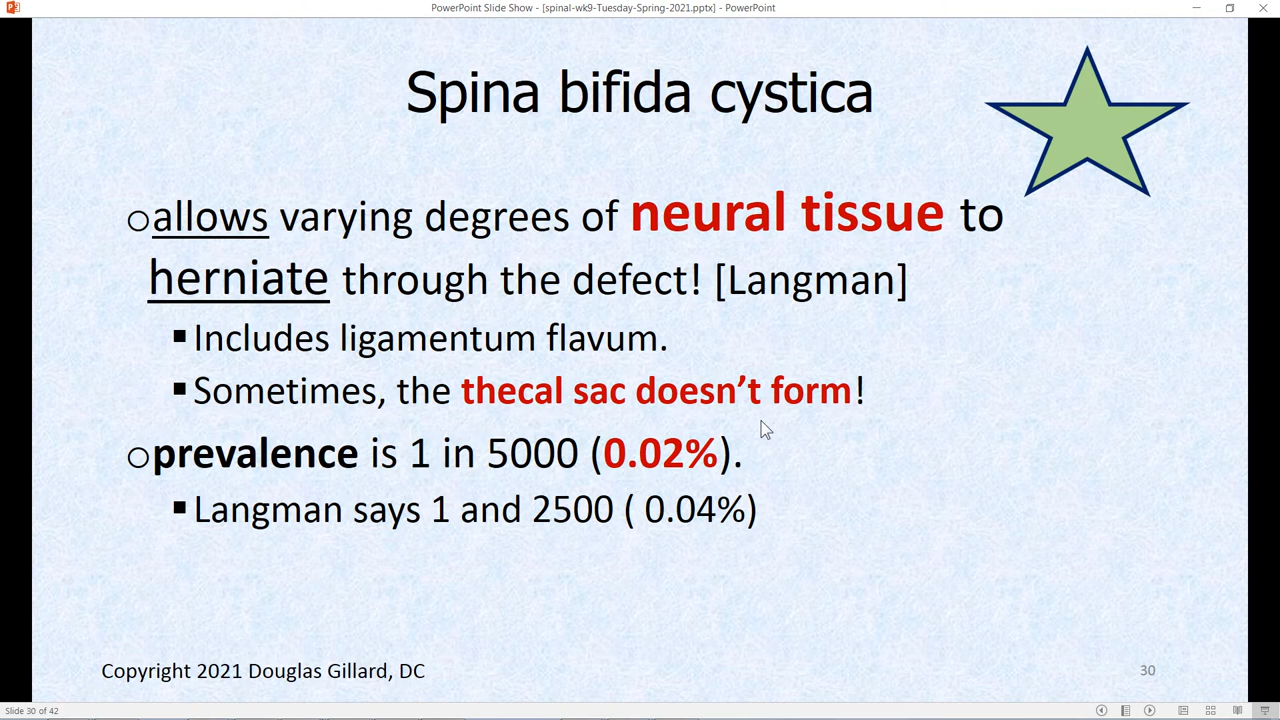 PowerPoint Slide Show - [spinal-wk9-Tuesday-Spring-2021.pptx] - PowerPoint
Spina bifida cystica
allows varying degrees of neural tissue to
herniate through the defect! [Langman]
Includes ligamentum flavum.
Sometimes, the thecal sac doesn’t form!
prevalence is 1 in 5000 (0.02%).
Langman says 1 and 2500 ( 0.04%)
Copyright 2021 Douglas Gillard, DC
30
Slide 30 of 42